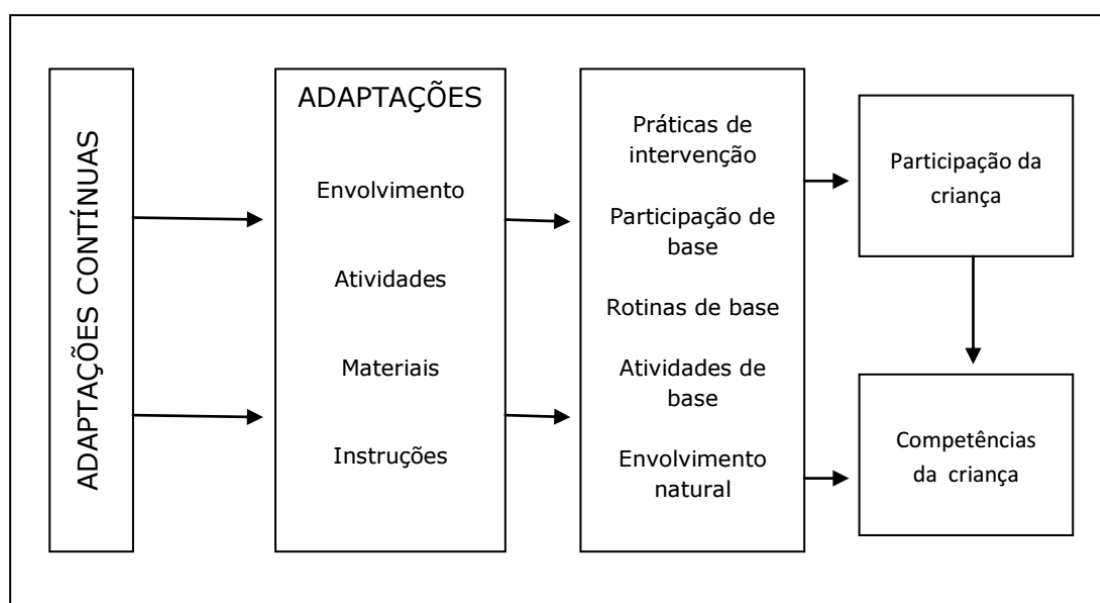 ADAPTAÇÕES CONTÍNUAS
ADAPTAÇÕES
Envolvimento
Atividades
Materiais
Instruções
Práticas de
intervenção
Participação de
base
Rotinas de base
Atividades de
base
Envolvimento
natural
Participação da
criança
Competências
da criança